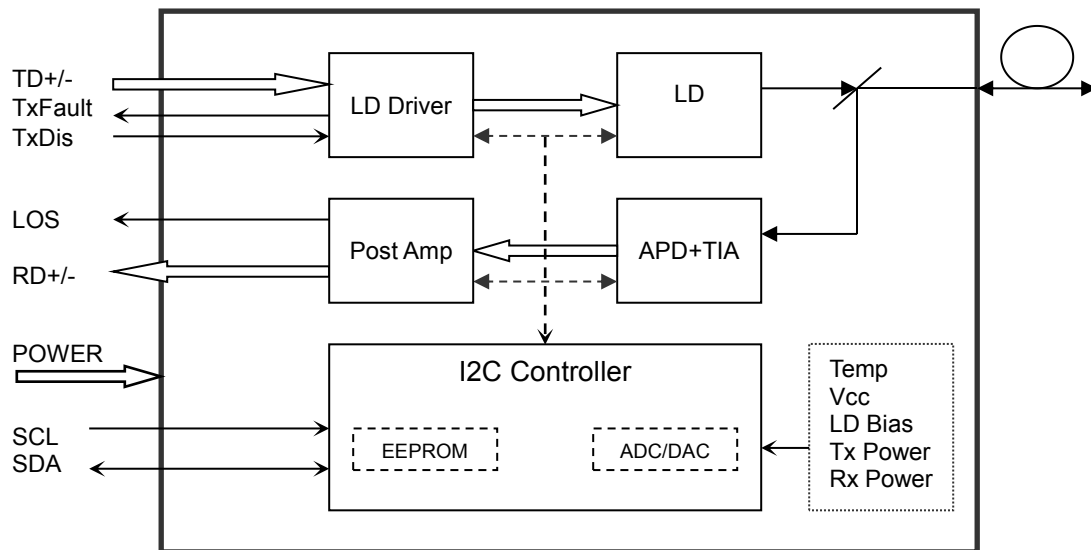 TD+/-
TxFault
TxDis
LD Driver
LD
LOS
RD+/-
Post Amp
APD+TIA
POWER
SCL
SDA
I2C Controller
EEPROM
ADC/DAC
Temp
Vcc
LD Bias
Tx Power
Rx Power